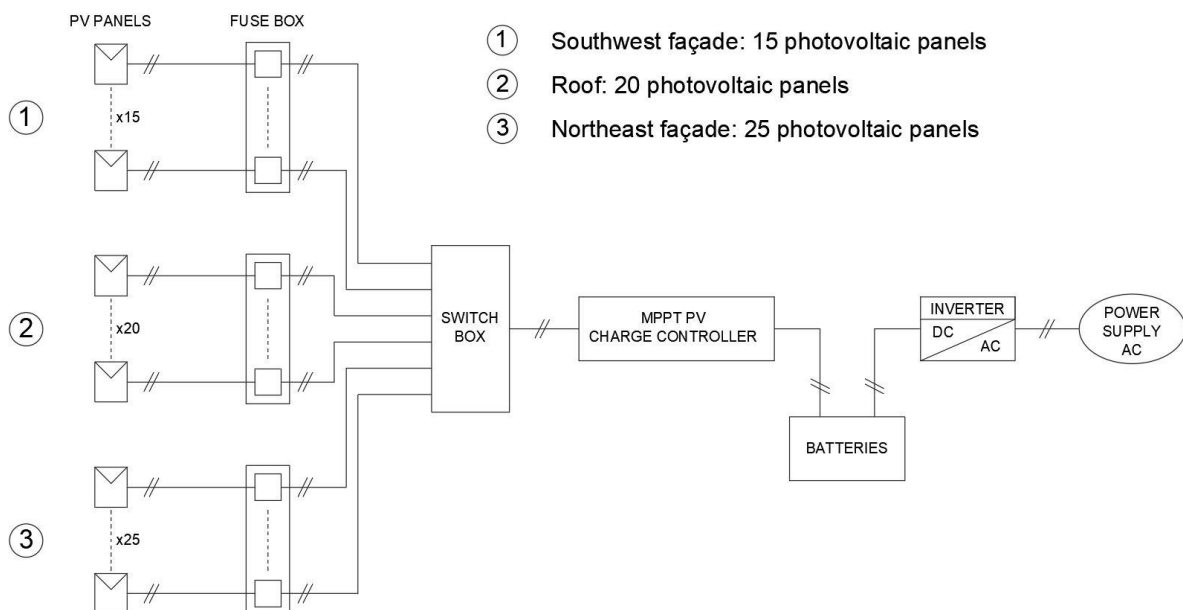 PV PANELS
FUSE BOX
1 Southwest façade: 15 photovoltaic panels
2 Roof: 20 photovoltaic panels
3 Northeast façade: 25 photovoltaic panels
1
x15
2
x20
3
x25
SWITCH
BOX
MPPT PV
CHARGE CONTROLLER
BATTERIES
INVERTER
DC
AC
POWER
SUPPLY
AC